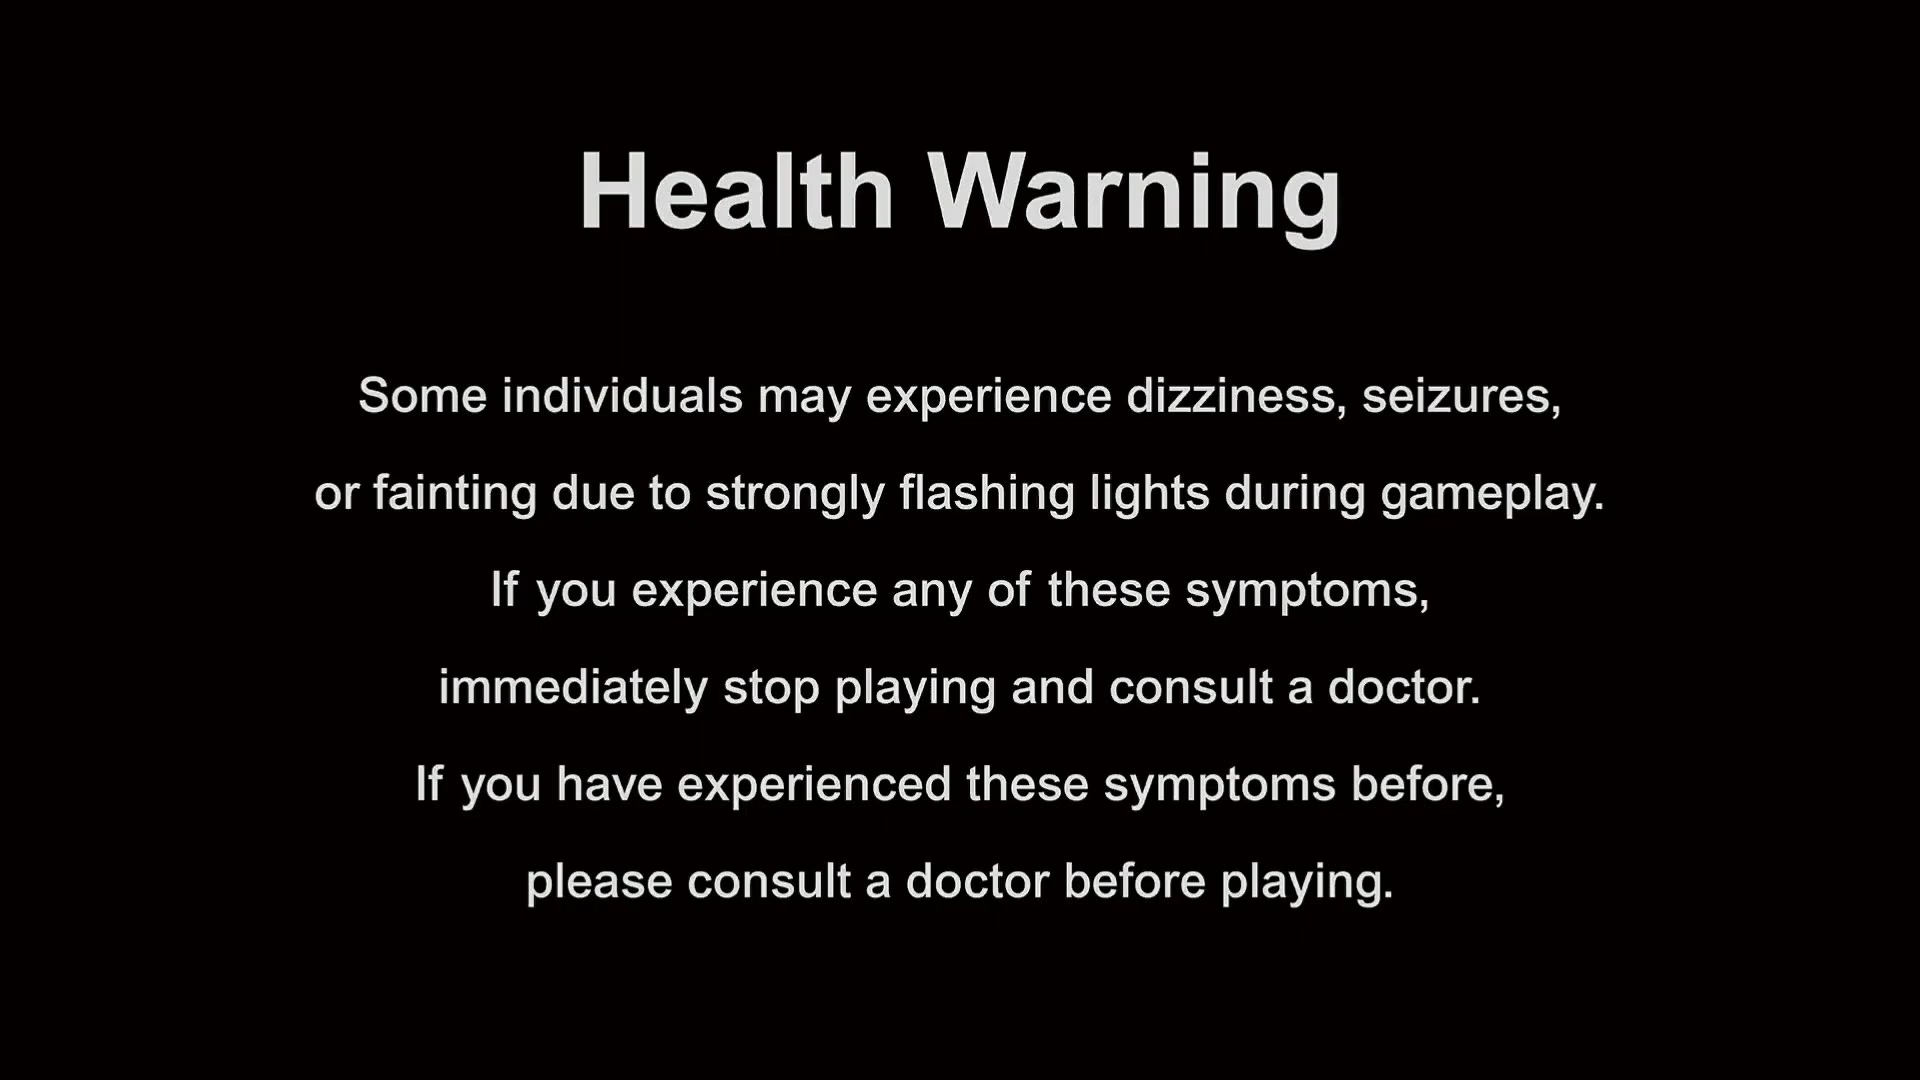 Health Warning
Some individuals may experience dizziness, seizures,
or fainting due to strongly flashing lights during gameplay.
If you experience any of these symptoms,
immediately stop playing and consult a doctor.
If you have experienced these symptoms before,
please consult a doctor before playing.